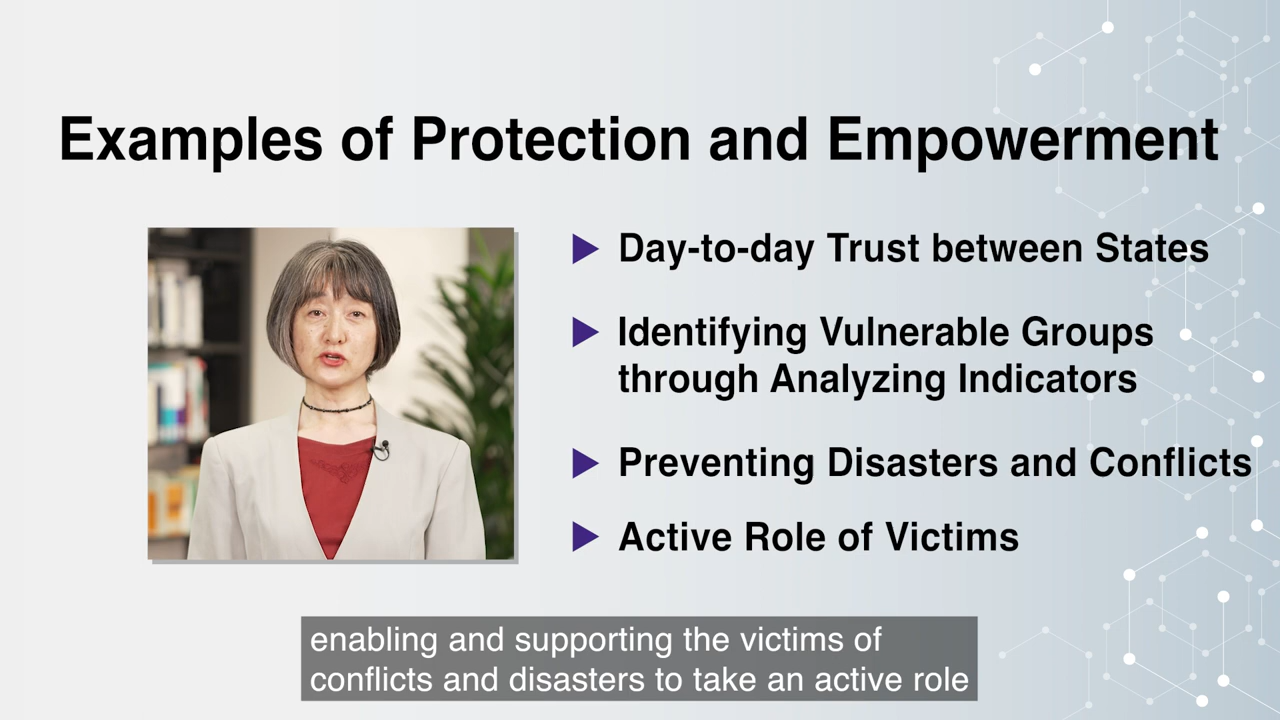 Examples of Protection and Empowerment
Day-to-day Trust between States
Identifying Vulnerable Groups
through Analyzing Indicators
Preventing Disasters and Conflicts
Active Role of Victims
enabling and supporting the victims of
conflicts and disasters to take an active role